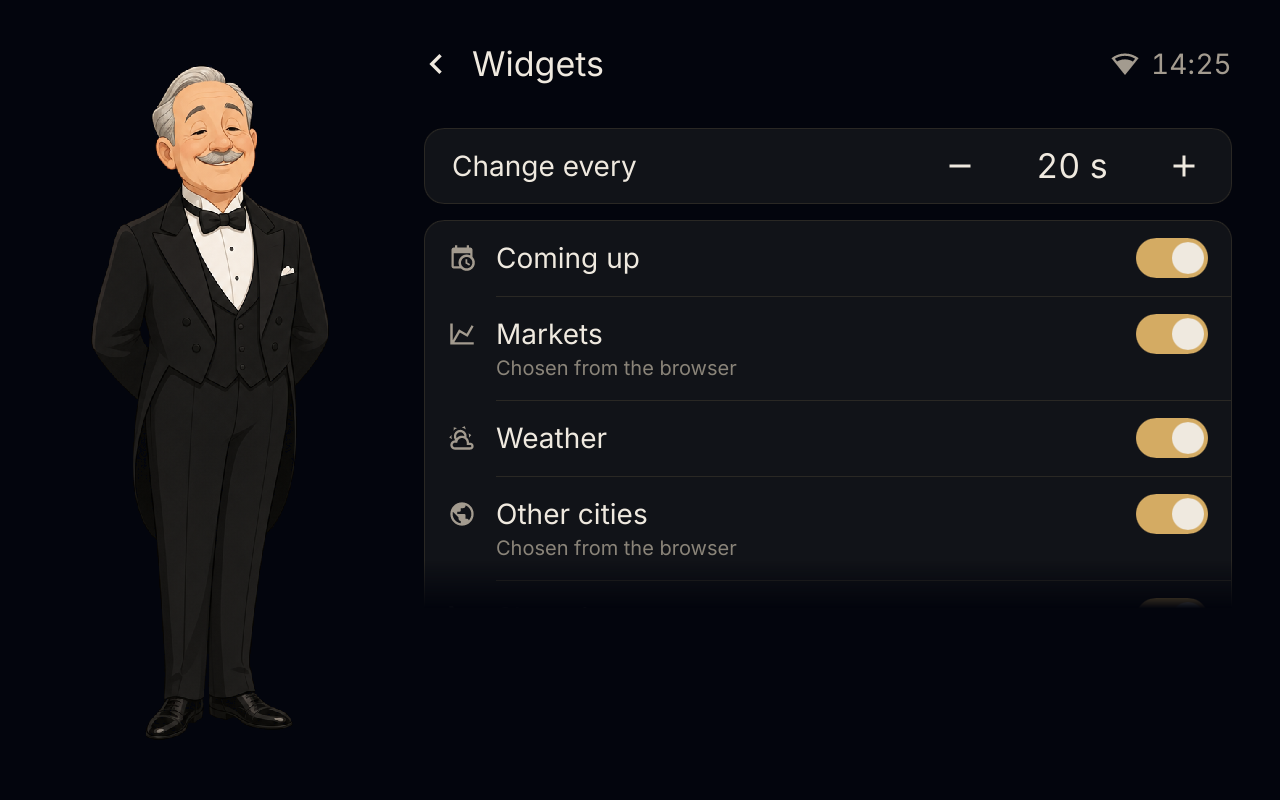 Widgets
14:25
Change every
20 s
Coming up
Markets
Chosen from the browser
Weather
Other cities
Chosen from the browser